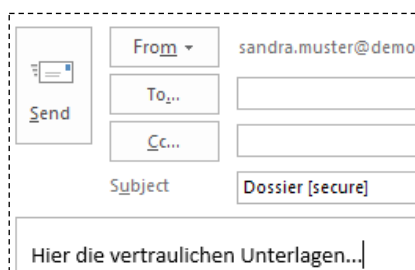 From
sandra.muster@demo
To...
Send
Cc...
Subject
Dossier [secure]
Hier die vertraulichen Unterlagen...